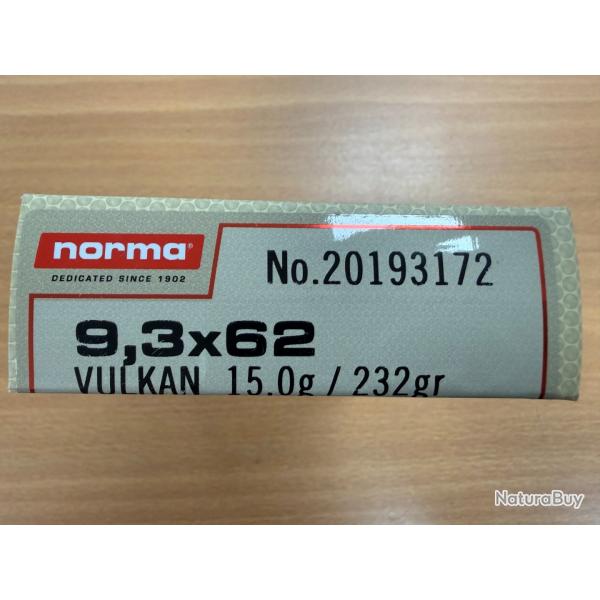 norma®
DEDICATED SINCE 1902
No.20193172
9,3x62
VULKAN 15.0g / 232gr
NaturaBuy